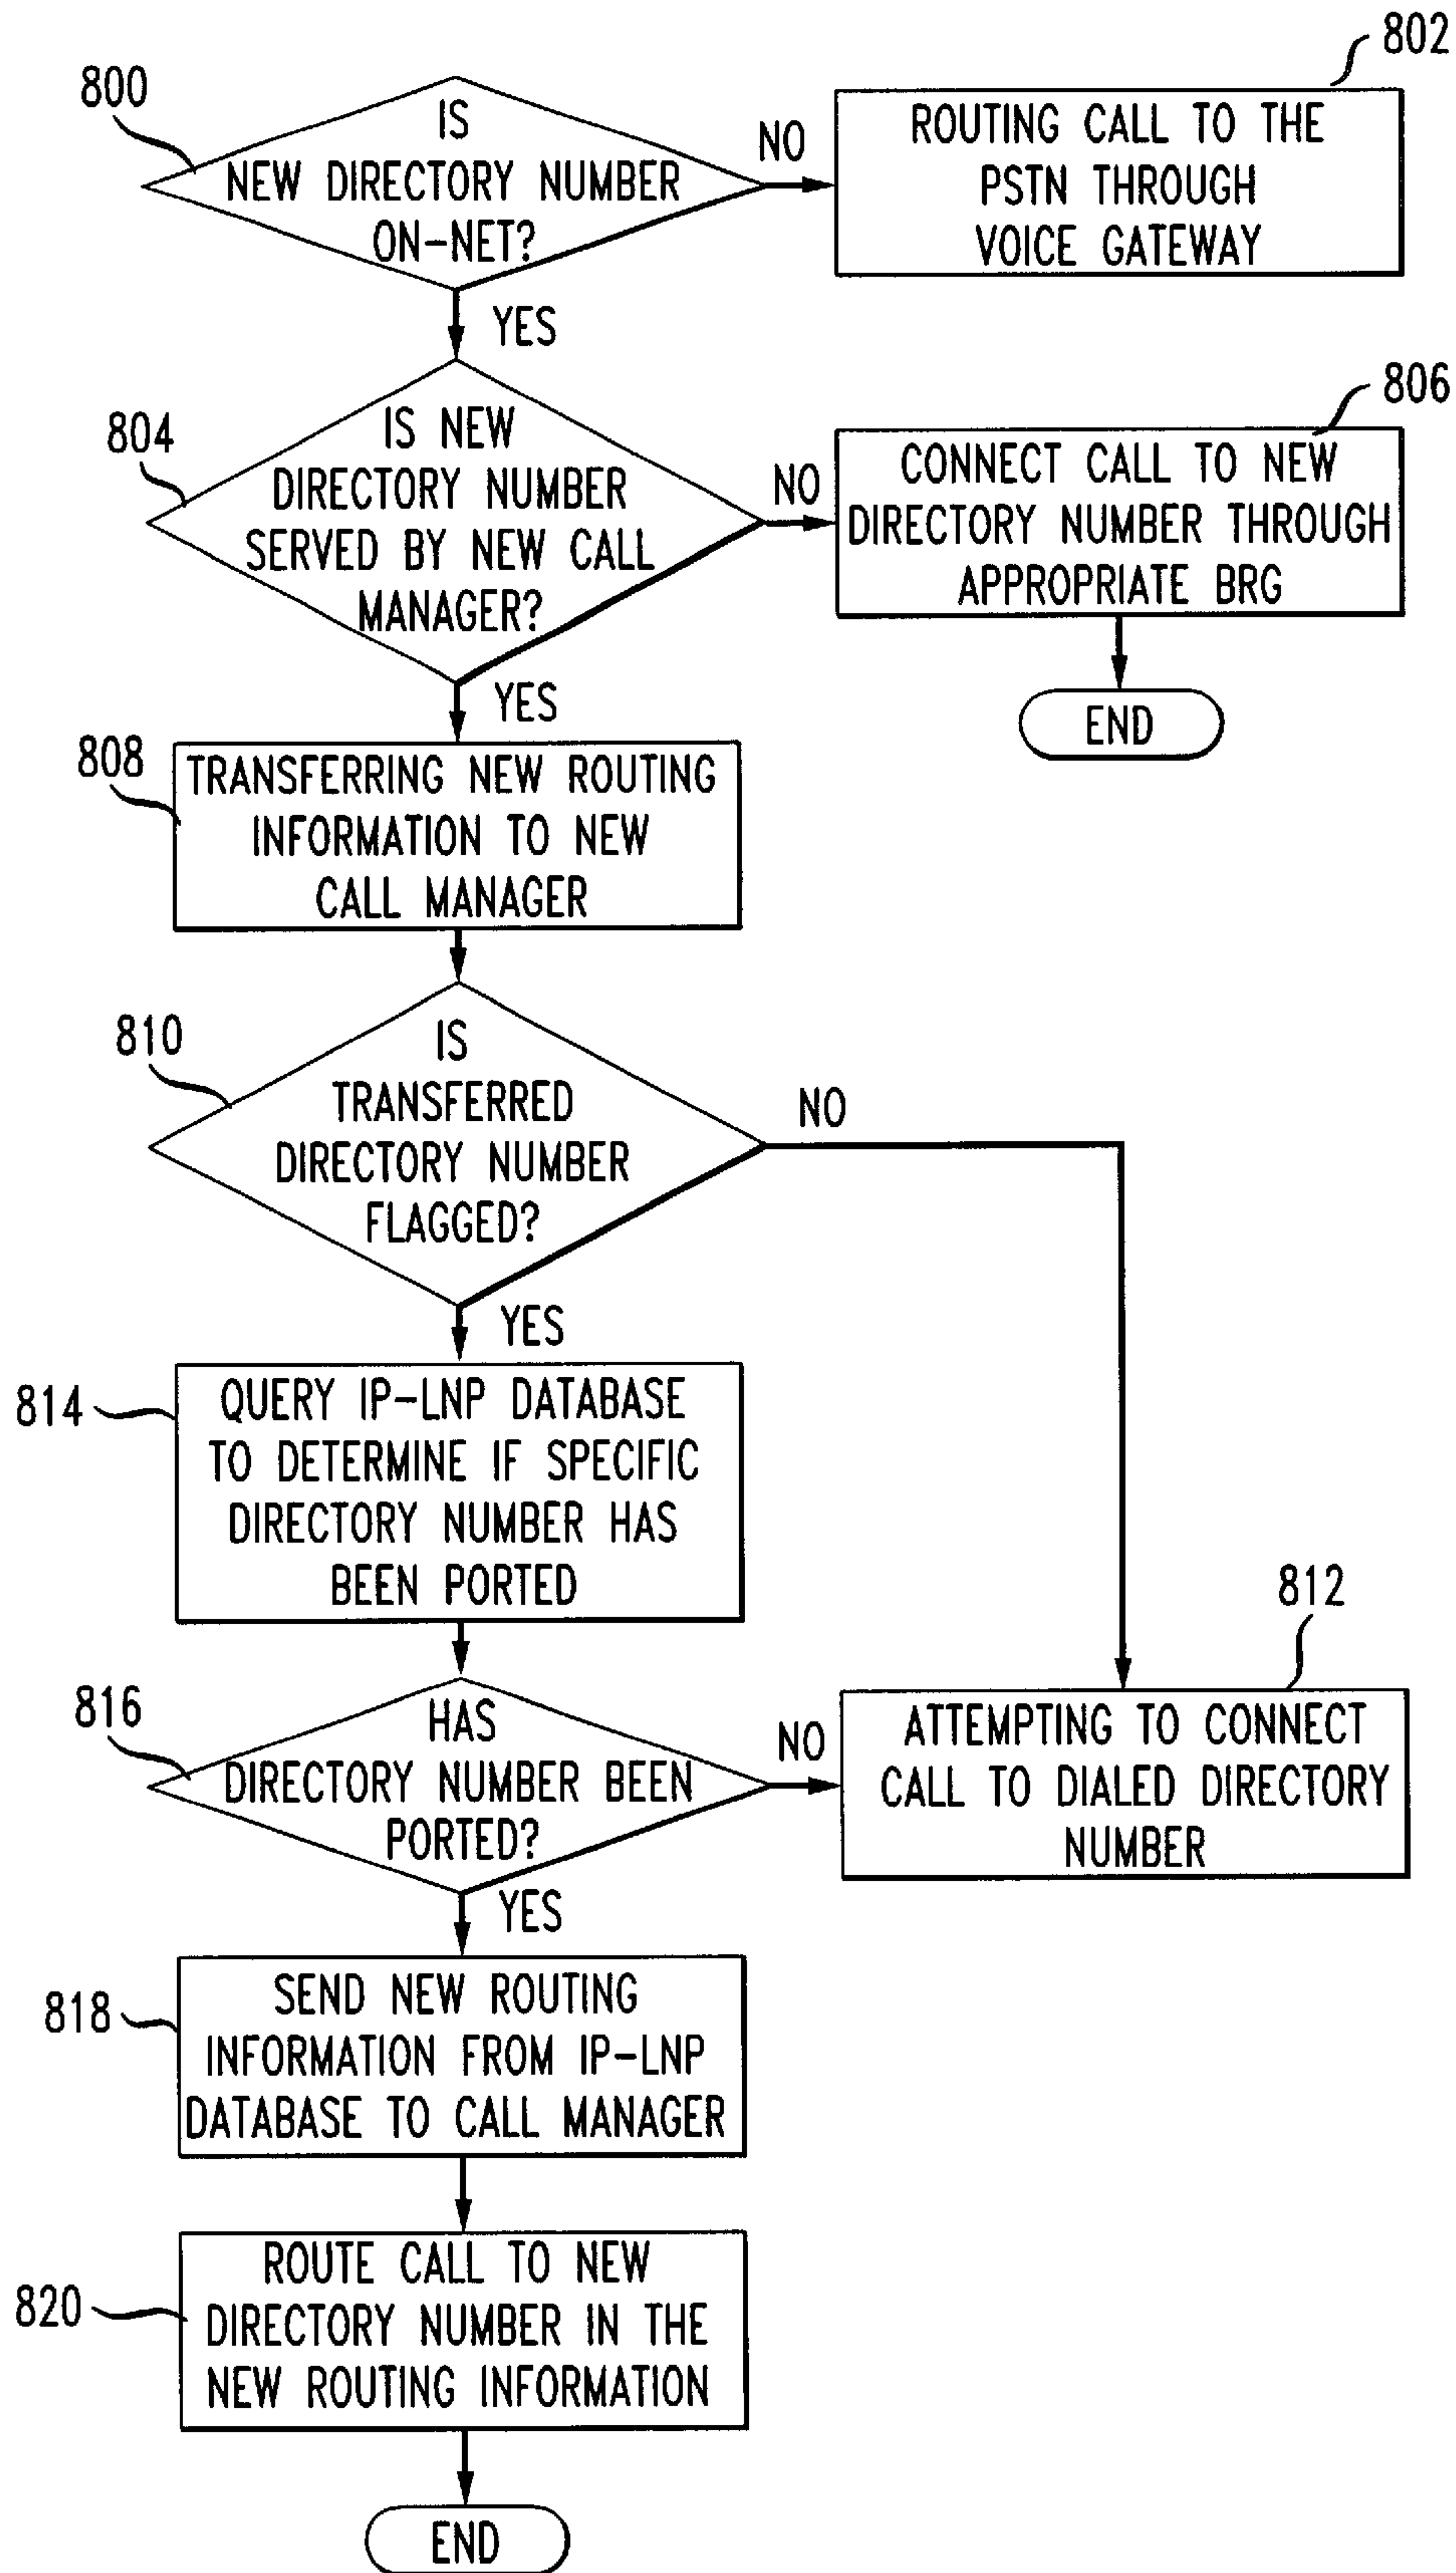 800
IS
NEW DIRECTORY NUMBER
ON-NET?
NO
802
ROUTING CALL TO THE
PSTN THROUGH
VOICE GATEWAY
YES
804
IS NEW
DIRECTORY NUMBER
SERVED BY NEW CALL
MANAGER?
NO
806
CONNECT CALL TO NEW
DIRECTORY NUMBER THROUGH
APPROPRIATE BRG
END
YES
808
TRANSFERRING NEW ROUTING
INFORMATION TO NEW
CALL MANAGER
810
IS
TRANSFERRED
DIRECTORY NUMBER
FLAGGED?
NO
YES
814
QUERY IP-LNP DATABASE
TO DETERMINE IF SPECIFIC
DIRECTORY NUMBER HAS
BEEN PORTED
816
HAS
DIRECTORY NUMBER BEEN
PORTED?
NO
812
ATTEMPTING TO CONNECT
CALL TO DIALED DIRECTORY
NUMBER
YES
818
SEND NEW ROUTING
INFORMATION FROM IP-LNP
DATABASE TO CALL MANAGER
820
ROUTE CALL TO NEW
DIRECTORY NUMBER IN THE
NEW ROUTING INFORMATION
END